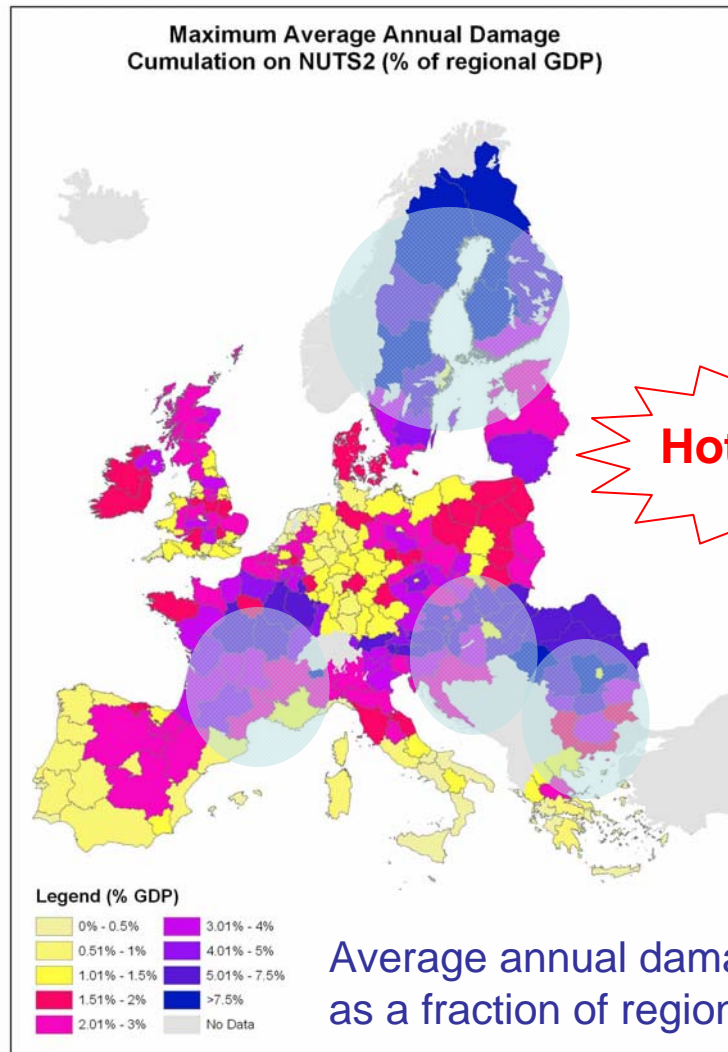 Maximum Average Annual Damage
Cumulation on NUTS2 (% of regional GDP)
Hot
Legend (% GDP)
0% - 0.5%
0.51% - 1%
1.01% - 1.5%
1.51% - 2%
2.01% - 3%
3.01% - 4%
4.01% - 5%
5.01% - 7.5%
>7.5%
No Data
Average annual dama
as a fraction of region